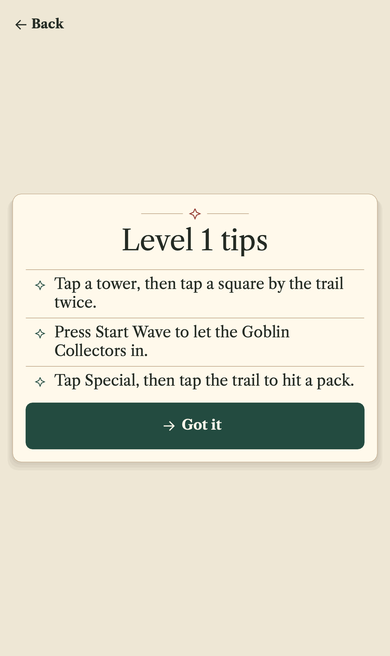 Back
Level 1 tips
Tap a tower, then tap a square by the trail
twice.
Press Start Wave to let the Goblin
Collectors in.
Tap Special, then tap the trail to hit a pack.
Got it